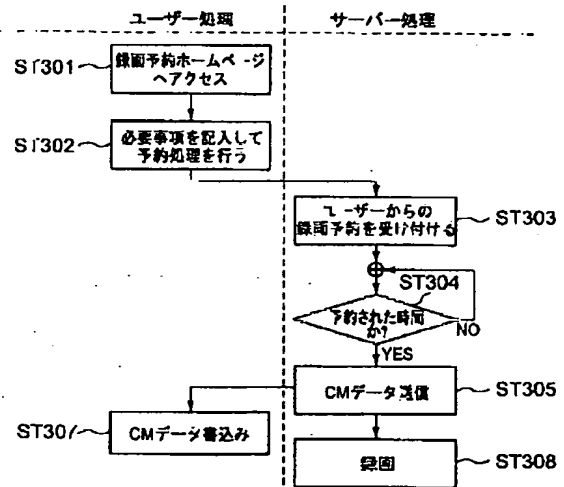 ユーザー処理
サーバー処理
ST301
録画予約ホームページ
へアクセス
ST302
必要事項を記入して
予約処理を行う
ユーザーからの
録画予約を受け付ける
ST303
ST304
予約された時間
か?
NO
YES
CMデータ送信
ST305
ST307
CMデータ書込み
録画
ST308